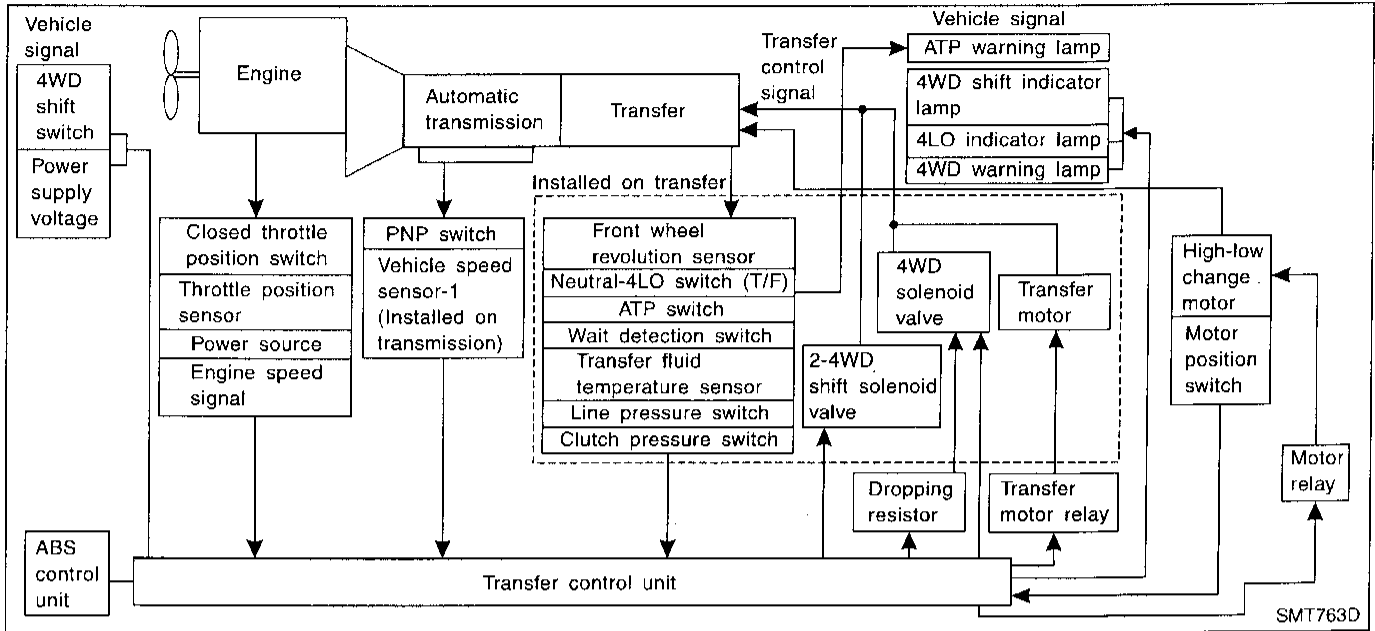 Vehicle
signal
4WD
shift
switch
Power
supply
voltage
Engine
Automatic
transmission
Transfer
Transfer
control
signal
Vehicle signal
ATP warning lamp
4WD shift indicator
lamp
4LO indicator lamp
4WD warning lamp
Installed on transfer
Closed throttle
position switch
Throttle position
sensor
Power source
Engine speed
signal
PNP switch
Vehicle speed
sensor-1
(Installed on
transmission)
Front wheel
revolution sensor
Neutral-4LO switch (T/F)
ATP switch
Wait detection switch
Transfer fluid
temperature sensor
Line pressure switch
Clutch pressure switch
2-4WD
shift solenoid
valve
4WD
solenoid
valve
Transfer
motor
High-low
change
motor
Motor
position
switch
Dropping
resistor
Transfer
motor relay
Motor
relay
ABS
control
unit
Transfer control unit
SMT763D